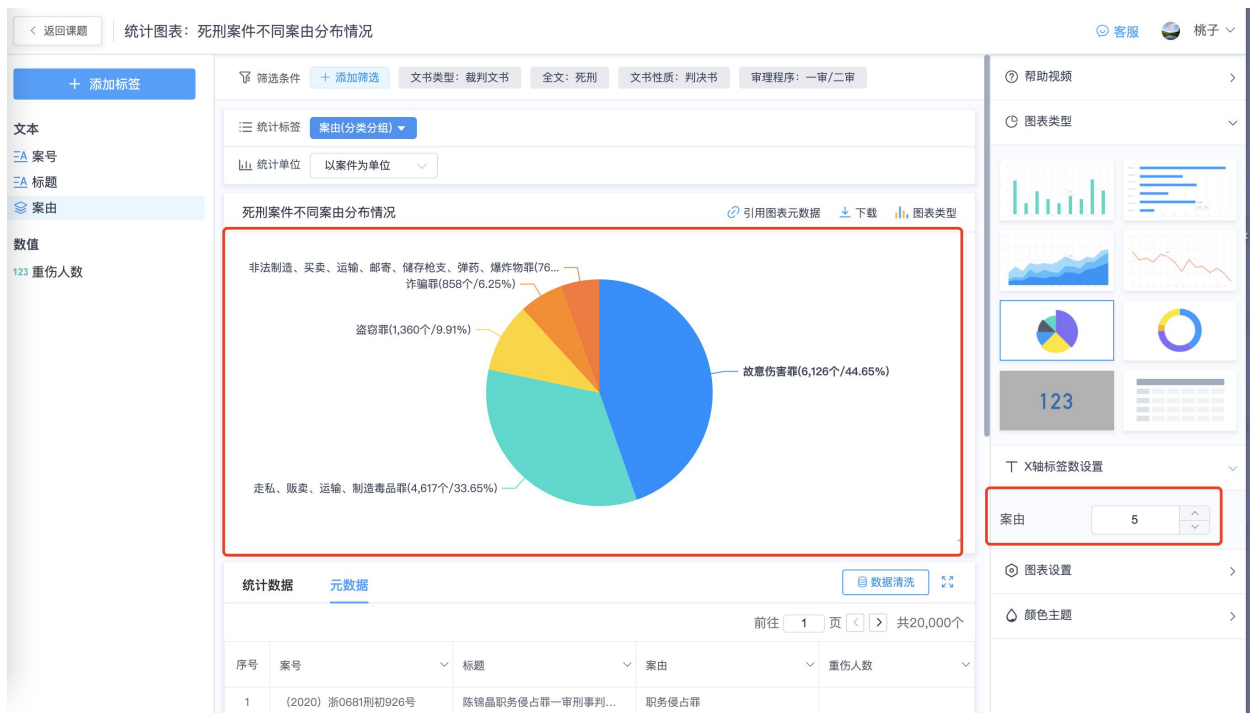 返回课题
统计图表：死刑案件不同案由分布情况
客服
桃子
＋ 添加标签
文本
案号
标题
案由
数值
123 重伤人数
筛选条件
＋ 添加筛选
文书类型：裁判文书
全文：死刑
文书性质：判决书
审理程序：一审/二审
统计标签
案由(分类分组)
统计单位
以案件为单位
死刑案件不同案由分布情况
引用图表元数据
下载
图表类型
非法制造、买卖、运输、邮寄、储存枪支、弹药、爆炸物罪(76...
诈骗罪(858个/6.25%)
盗窃罪(1,360个/9.91%)
故意伤害罪(6,126个/44.65%)
走私、贩卖、运输、制造毒品罪(4,617个/33.65%)
统计数据
元数据
数据清洗
前往 1 页 共20,000个
序号 案号 标题 案由 重伤人数
1 （2020）浙0681刑初926号 陈锦晶职务侵占罪一审刑事判... 职务侵占罪
帮助视频
图表类型
123
X轴标签数设置
案由 5
图表设置
颜色主题